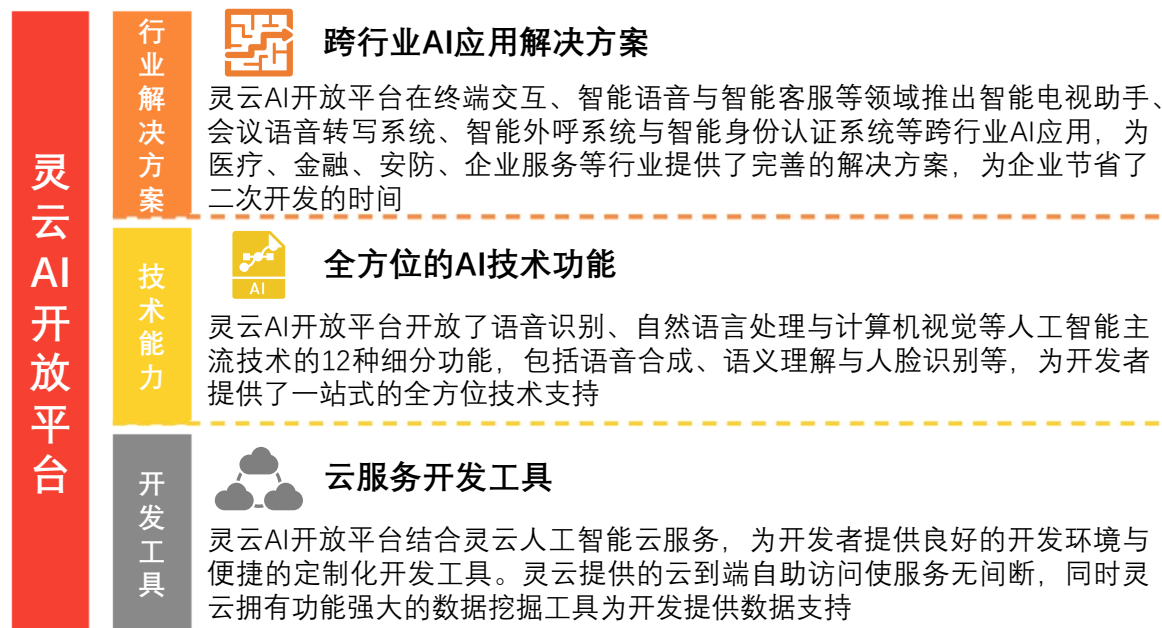 灵云AI开放平台
行业解决方案
跨行业AI应用解决方案
灵云AI开放平台在终端交互、智能语音与智能客服等领域推出智能电视助手、
会议语音转写系统、智能外呼系统与智能身份认证系统等跨行业AI应用，为
医疗、金融、安防、企业服务等行业提供了完善的解决方案，为企业节省了
二次开发的时间
技术能力
AI
全方位的AI技术功能
灵云AI开放平台开放了语音识别、自然语言处理与计算机视觉等人工智能主
流技术的12种细分功能，包括语音合成、语义理解与人脸识别等，为开发者
提供了一站式的全方位技术支持
开发工具
云服务开发工具
灵云AI开放平台结合灵云人工智能云服务，为开发者提供良好的开发环境与
便捷的定制化开发工具。灵云提供的云到端自助访问使服务无间断，同时灵
云拥有功能强大的数据挖掘工具为开发提供数据支持